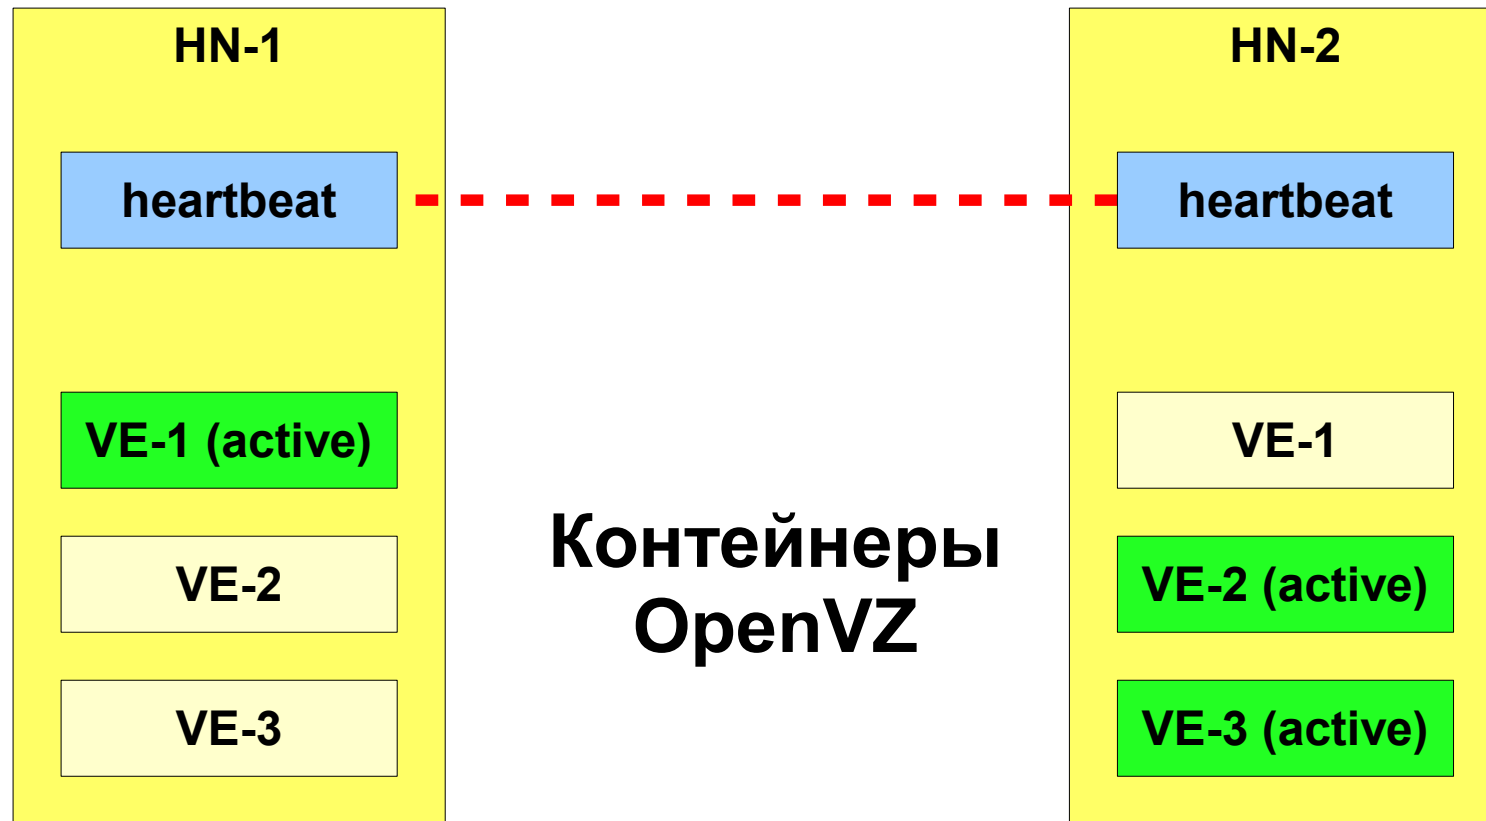 HN-1
heartbeat
VE-1 (active)
VE-2
VE-3
Контейнеры
OpenVZ
HN-2
heartbeat
VE-1
VE-2 (active)
VE-3 (active)